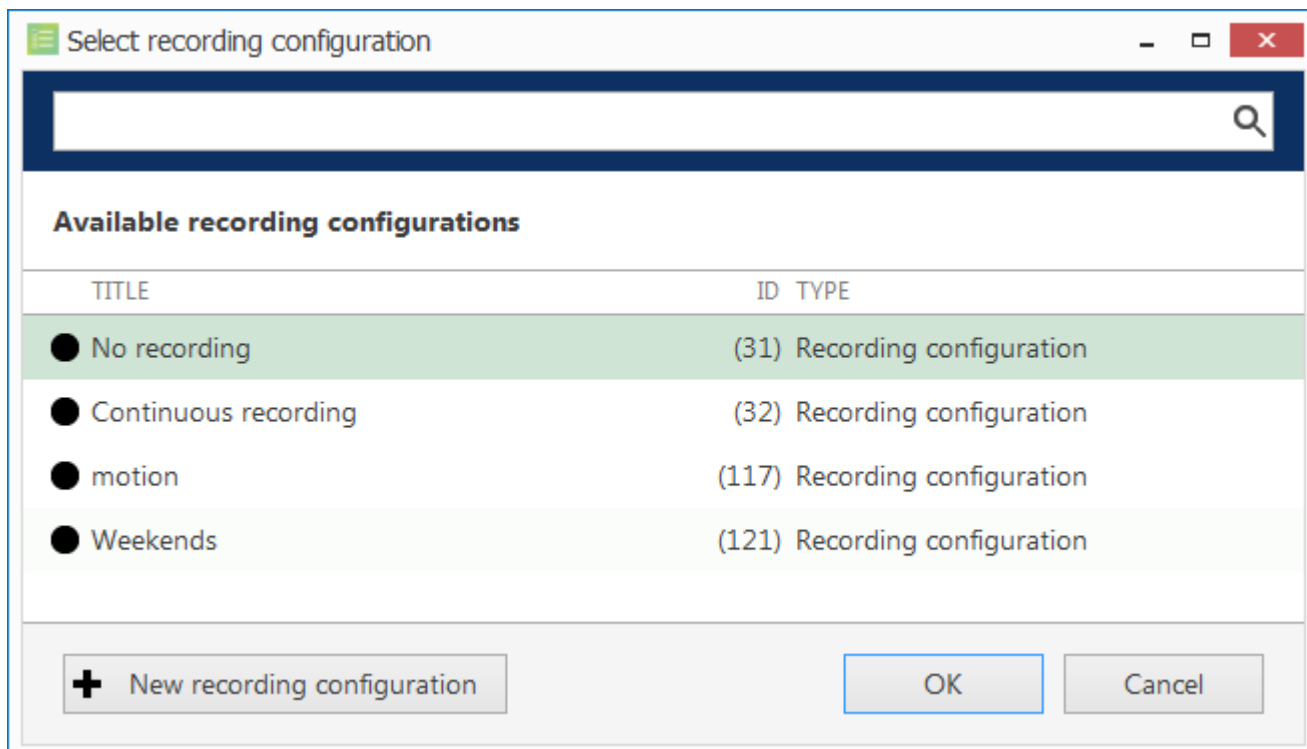 Select recording configuration
Available recording configurations
TITLE ID TYPE
No recording (31) Recording configuration
Continuous recording (32) Recording configuration
motion (117) Recording configuration
Weekends (121) Recording configuration
New recording configuration OK Cancel